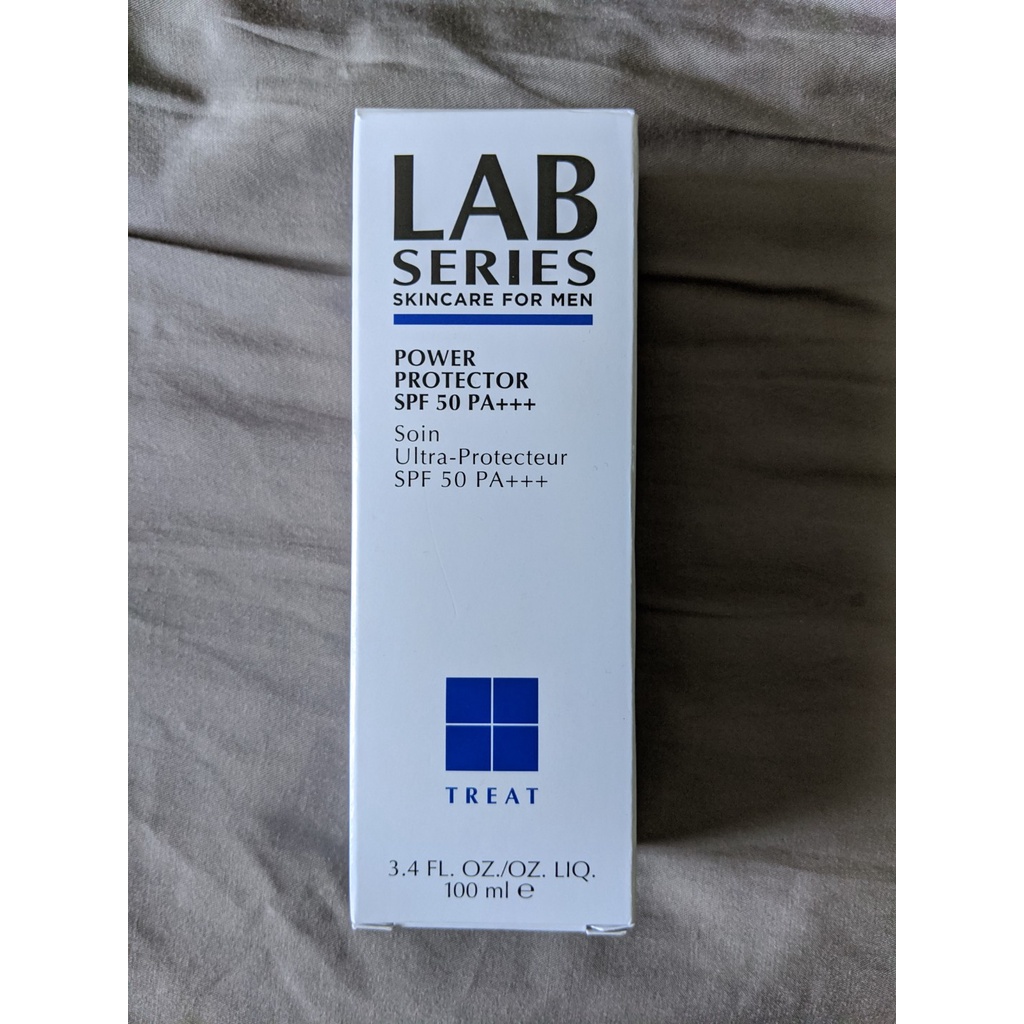 LAB
SERIES
SKINCARE FOR MEN
POWER
PROTECTOR
SPF 50 PA+++
Soin
Ultra-Protecteur
SPF 50 PA+++
TREAT
3.4 FL. OZ./OZ. LIQ.
100 ml ℮